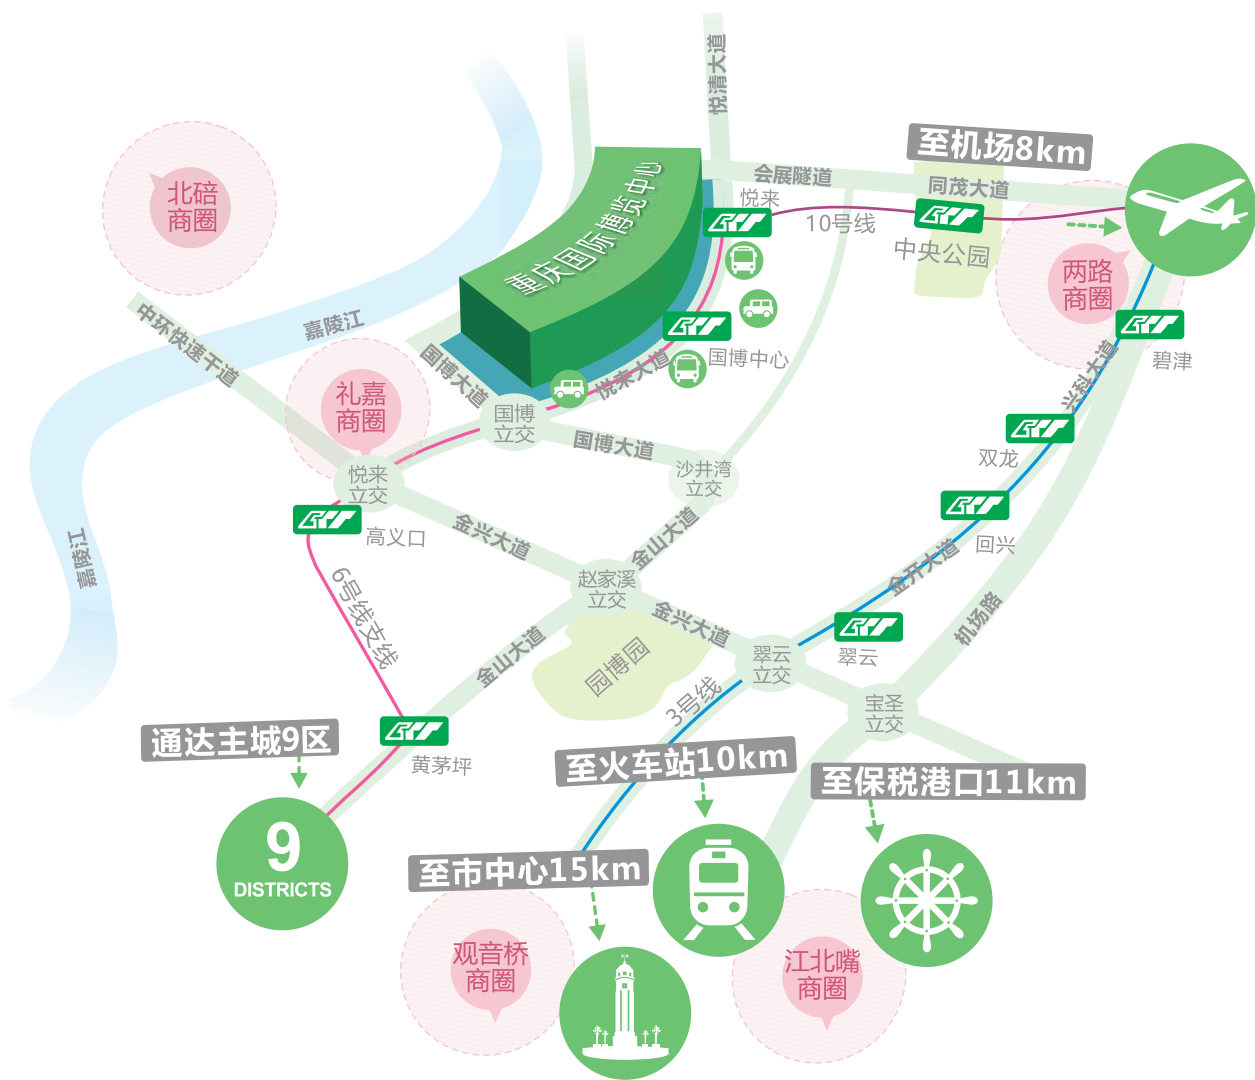 悦清大道
至机场8km
会展隧道
同茂大道
悦来
10号线
中央公园
重庆国际博览中心
北碚
商圈
两路
商圈
碧津
嘉陵江
中环快速干道
国博大道
悦来大道
国博中心
兴科大道
礼嘉
商圈
国博
立交
国博大道
双龙
悦来
立交
沙井湾
立交
高义口
金兴大道
金山大道
回兴
嘉陵江
6号线支线
赵家溪
立交
金开大道
金兴大道
机场路
金山大道
园博园
翠云
立交
翠云
3号线
宝圣
立交
通达主城9区
黄茅坪
至火车站10km
至保税港口11km
9
DISTRICTS
至市中心15km
观音桥
商圈
江北嘴
商圈